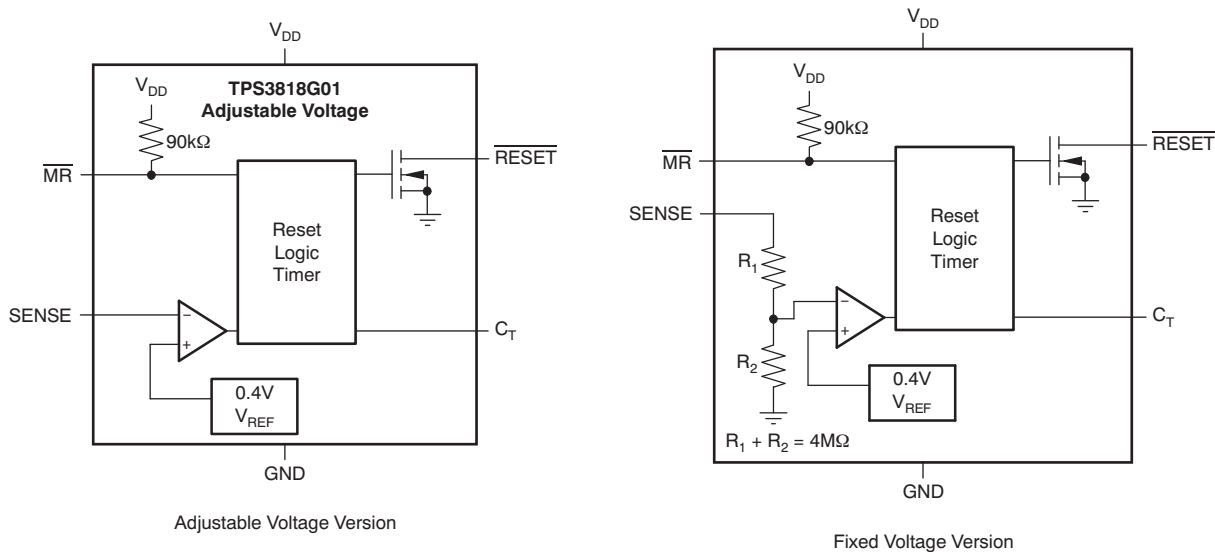 V_DD
V_DD
TPS3818G01
Adjustable Voltage
90kΩ
MR
RESET
Reset
Logic
Timer
SENSE
−
+
C_T
0.4V
V_REF
GND
Adjustable Voltage Version
V_DD
V_DD
90kΩ
MR
RESET
SENSE
R_1
Reset
Logic
Timer
−
+
C_T
R_2
0.4V
V_REF
R_1 + R_2 = 4MΩ
GND
Fixed Voltage Version